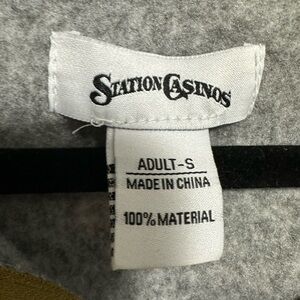 STATION CASINOS
ADULT-S
MADE IN CHINA
100% MATERIAL